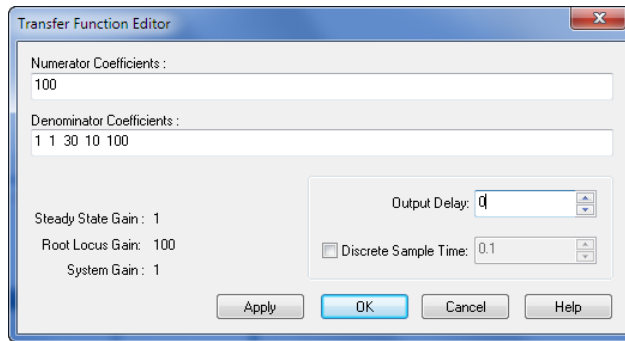 Transfer Function Editor
Numerator Coefficients :
100
Denominator Coefficients :
1 1 30 10 100
Output Delay: 0
Steady State Gain : 1
Root Locus Gain: 100
Discrete Sample Time: 0.1
System Gain : 1
Apply OK Cancel Help